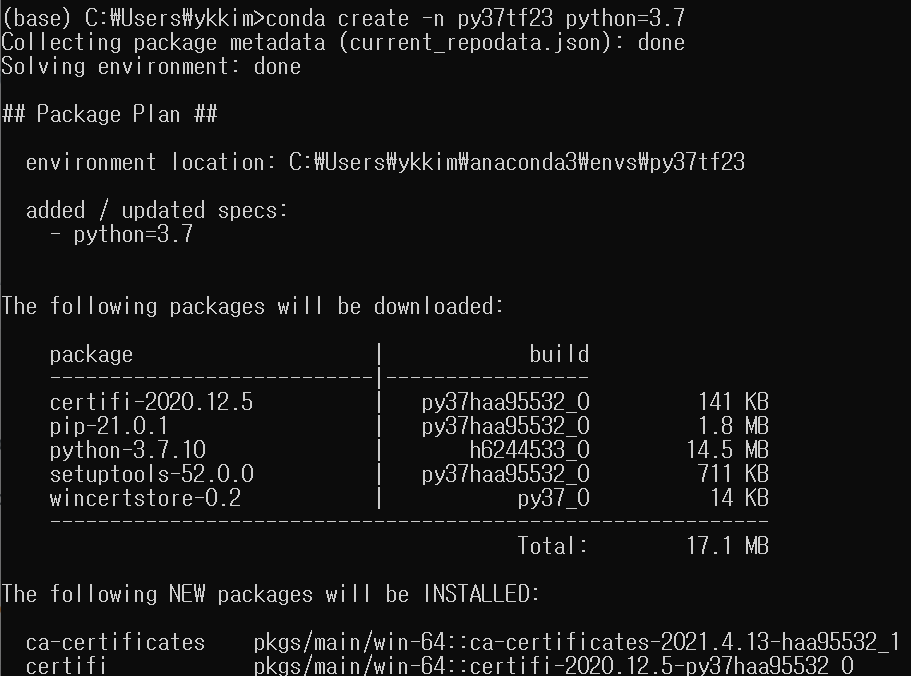 (base) C:₩Users₩ykkim>conda create -n py37tf23 python=3.7
Collecting package metadata (current_repodata.json): done
Solving environment: done
## Package Plan ##
environment location: C:₩Users₩ykkim₩anaconda3₩envs₩py37tf23
added / updated specs:
- python=3.7
The following packages will be downloaded:
package | build
---------------------------|-----------------
certifi-2020.12.5 | py37haa95532_0 141 KB
pip-21.0.1 | py37haa95532_0 1.8 MB
python-3.7.10 | h6244533_0 14.5 MB
setuptools-52.0.0 | py37haa95532_0 711 KB
wincertstore-0.2 | py37_0 14 KB
------------------------------------------------------------
Total: 17.1 MB
The following NEW packages will be INSTALLED:
ca-certificates pkgs/main/win-64::ca-certificates-2021.4.13-haa95532_1
certifi pkgs/main/win-64::certifi-2020.12.5-py37haa95532_0